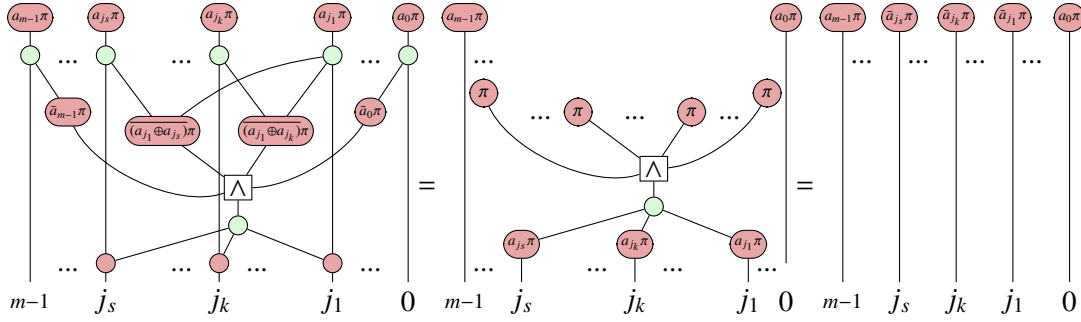 a_{m−1}π a_{j_s}π a_{j_k}π a_{j_1}π a_0π a_{m−1}π a_0π a_{m−1}π ā_{j_s}π ā_{j_k}π ā_{j_1}π a_0π
... ... ... ... ... ...
ā_{m−1}π \overline{(a_{j_1}⊕a_{j_s})}π \overline{(a_{j_1}⊕a_{j_k})}π ā_0π π π π π
... ... ...
∧ = ∧ =
a_{j_s}π a_{j_k}π a_{j_1}π
... ... ... ... ... ... ... ...
m−1 j_s j_k j_1 0 m−1 j_s j_k j_1 0 m−1 j_s j_k j_1 0